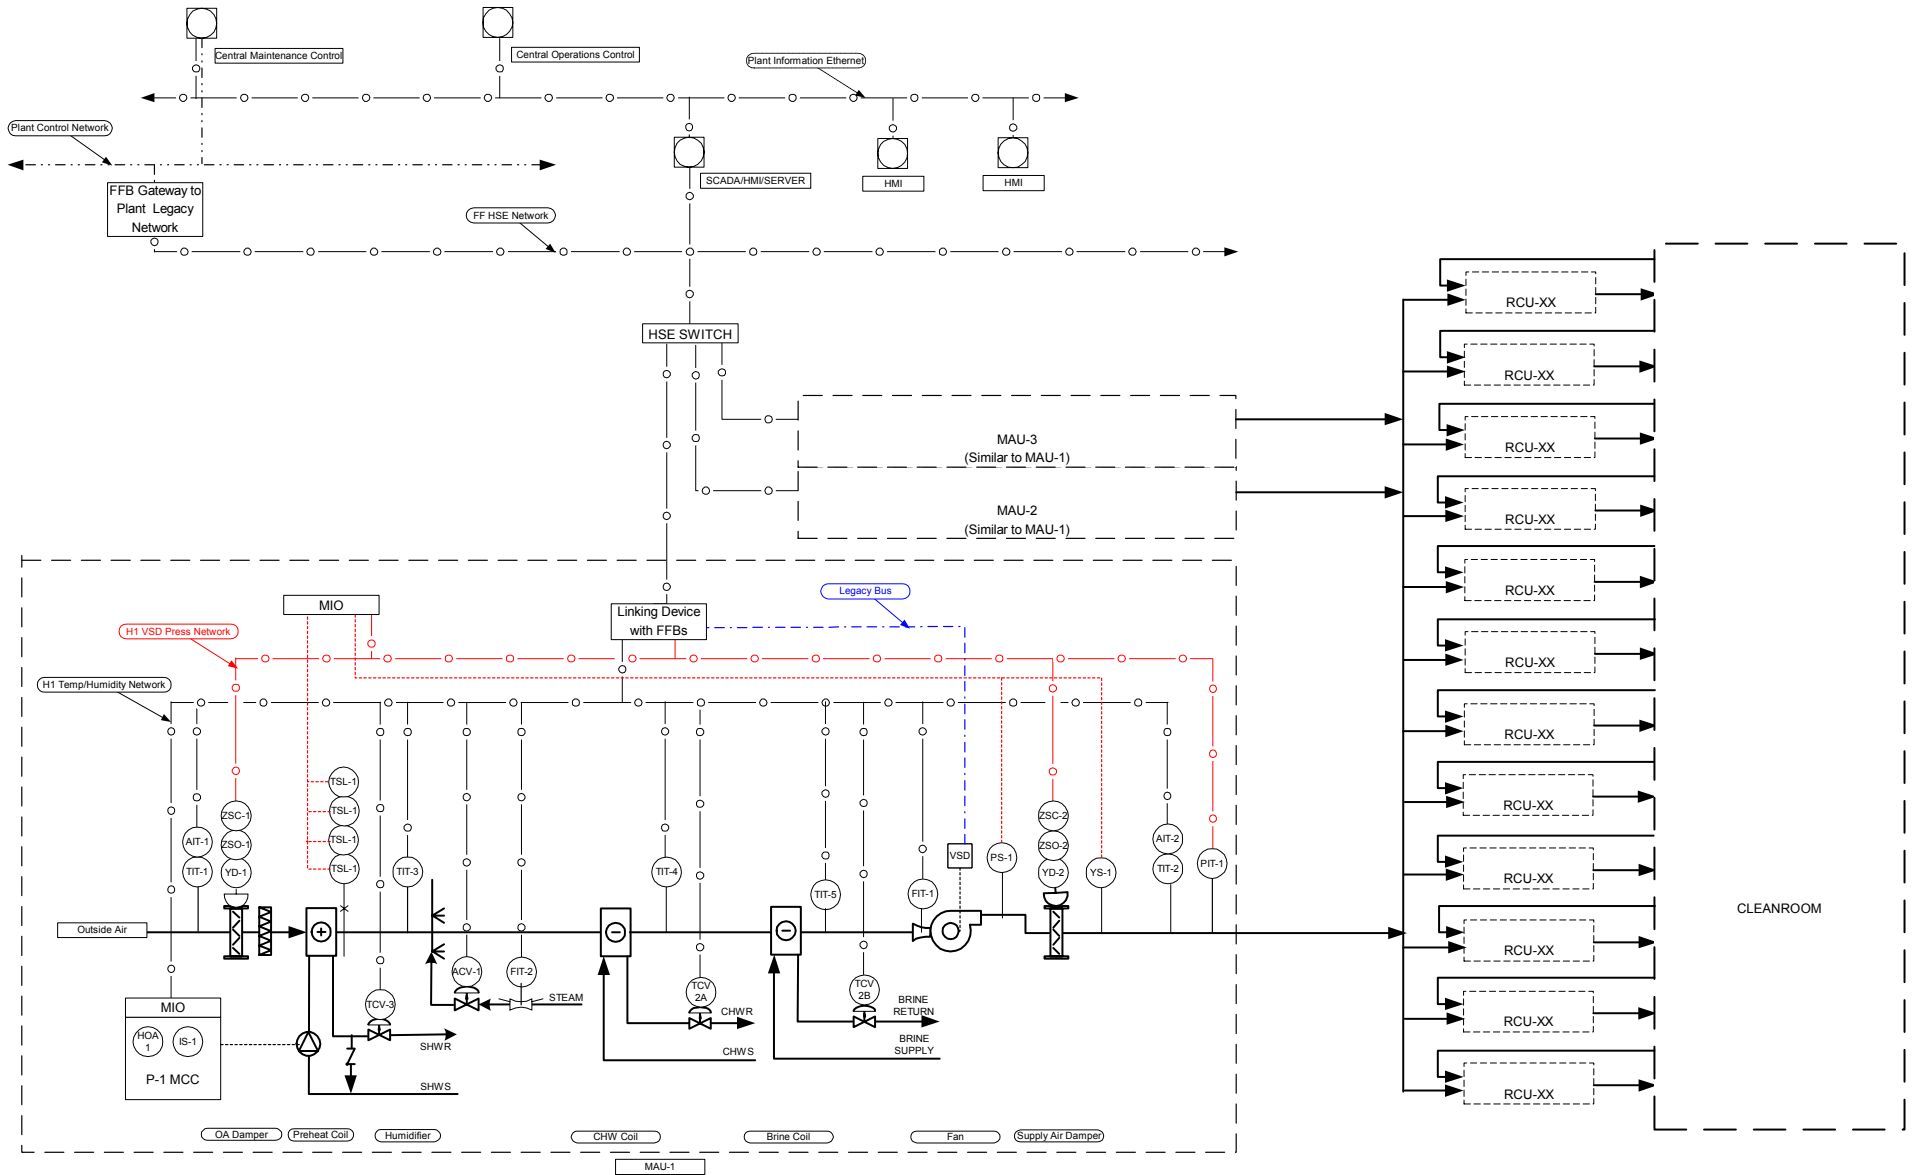 Central Maintenance Control
Central Operations Control
Plant Information Ethernet
Plant Control Network
FFB Gateway to
Plant Legacy
Network
SCADA/HMI/SERVER
HMI
HMI
FF HSE Network
HSE SWITCH
MAU-3
(Similar to MAU-1)
MAU-2
(Similar to MAU-1)
RCU-XX
RCU-XX
RCU-XX
RCU-XX
RCU-XX
RCU-XX
RCU-XX
RCU-XX
RCU-XX
RCU-XX
RCU-XX
RCU-XX
CLEANROOM
MIO
Linking Device
with FFBs
Legacy Bus
H1 VSD Press Network
H1 Temp/Humidity Network
TSL-1
TSL-1
TSL-1
TSL-1
ZSC-1
ZSO-1
YD-1
AIT-1
TIT-1
TIT-3
TIT-4
TIT-5
FIT-1
VSD
PS-1
ZSC-2
ZSO-2
YD-2
YS-1
AIT-2
TIT-2
PIT-1
Outside Air
ACV-1
FIT-2
STEAM
TCV-3
TCV
2A
TCV
2B
CHWR
CHWS
BRINE
RETURN
BRINE
SUPPLY
SHWR
SHWS
MIO
HOA
1
IS-1
P-1 MCC
OA Damper
Preheat Coil
Humidifier
CHW Coil
Brine Coil
Fan
Supply Air Damper
MAU-1